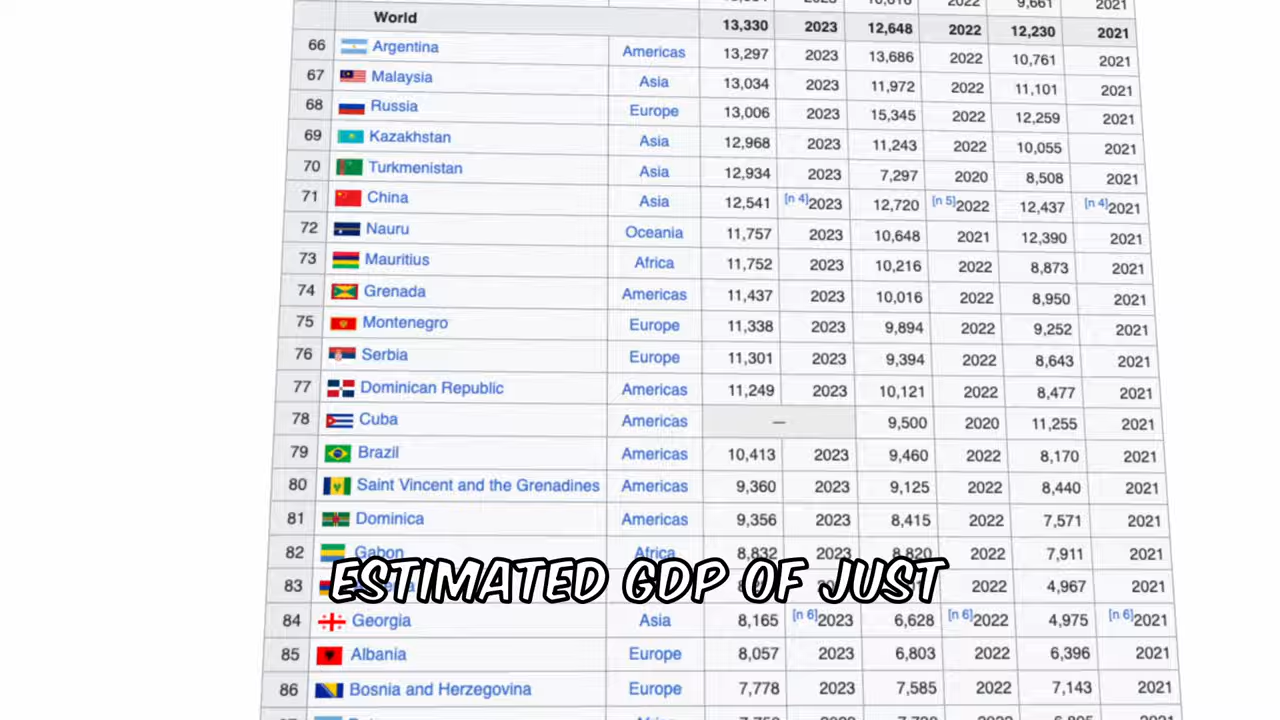 2022 9,661 2021
World 13,330 2023 12,648 2022 12,230 2021
66 Argentina Americas 13,297 2023 13,686 2022 10,761 2021
67 Malaysia Asia 13,034 2023 11,972 2022 11,101 2021
68 Russia Europe 13,006 2023 15,345 2022 12,259 2021
69 Kazakhstan Asia 12,968 2023 11,243 2022 10,055 2021
70 Turkmenistan Asia 12,934 2023 7,297 2020 8,508 2021
71 China Asia 12,541 [n 4]2023 12,720 [n 5]2022 12,437 [n 4]2021
72 Nauru Oceania 11,757 2023 10,648 2021 12,390 2021
73 Mauritius Africa 11,752 2023 10,216 2022 8,873 2021
74 Grenada Americas 11,437 2023 10,016 2022 8,950 2021
75 Montenegro Europe 11,338 2023 9,894 2022 9,252 2021
76 Serbia Europe 11,301 2023 9,394 2022 8,643 2021
77 Dominican Republic Americas 11,249 2023 10,121 2022 8,477 2021
78 Cuba Americas — 9,500 2020 11,255 2021
79 Brazil Americas 10,413 2023 9,460 2022 8,170 2021
80 Saint Vincent and the Grenadines Americas 9,360 2023 9,125 2022 8,440 2021
81 Dominica Americas 9,356 2023 8,415 2022 7,571 2021
82 Gabon Africa 8,832 2023 8,820 2022 7,911 2021
ESTIMATED GDP OF JUST
83 2022 4,967 2021
84 Georgia Asia 8,165 [n 6]2023 6,628 [n 6]2022 4,975 [n 6]2021
85 Albania Europe 8,057 2023 6,803 2022 6,396 2021
86 Bosnia and Herzegovina Europe 7,778 2023 7,585 2022 7,143 2021